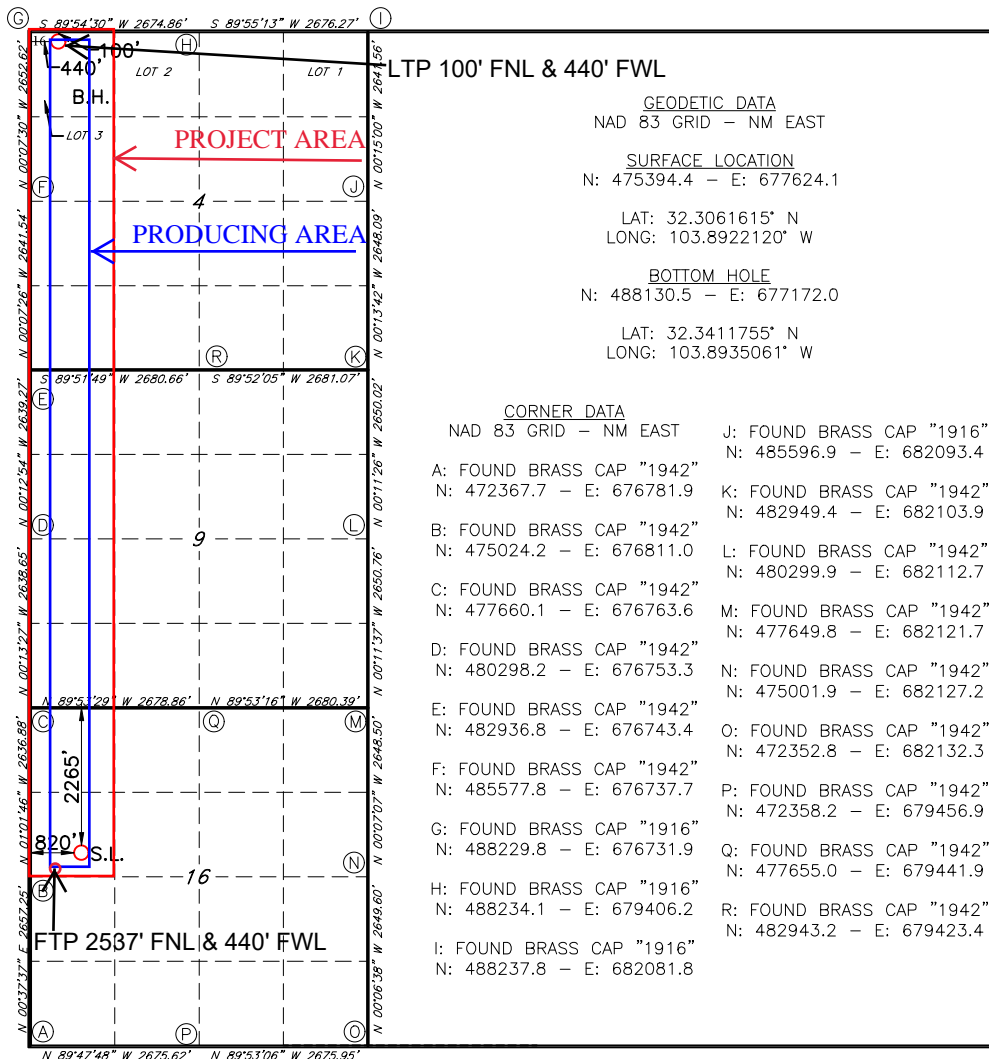 G
S 89°54'30" W 2674.86'
S 89°55'13" W 2676.27'
I
16
100'
H
440'
LOT 2
LOT 1
LTP 100' FNL & 440' FWL
B.H.
LOT 3
PROJECT AREA
F
J
4
PRODUCING AREA
N 00°07'30" W 2652.62'
N 00°07'26" W 2641.54'
N 00°15'00" W 2641.56'
N 00°13'42" W 2648.09'
R
K
S 89°51'49" W 2680.66'
S 89°52'05" W 2681.07'
E
N 00°12'54" W 2639.27'
N 00°11'26" W 2650.02'
D
L
9
N 00°13'27" W 2638.65'
N 00°11'37" W 2650.76'
N 89°53'29" W 2678.86'
N 89°53'16" W 2680.39'
C
Q
M
2265'
N 01°01'46" W 2636.88'
N 00°07'07" W 2648.50'
820'
S.L.
B
16
N
FTP 2537' FNL & 440' FWL
N 00°37'37" E 2657.25'
N 00°06'38" W 2649.60'
A
P
O
N 89°47'48" W 2675.62'
N 89°53'06" W 2675.95'
GEODETIC DATA
NAD 83 GRID – NM EAST
SURFACE LOCATION
N: 475394.4 – E: 677624.1
LAT: 32.3061615° N
LONG: 103.8922120° W
BOTTOM HOLE
N: 488130.5 – E: 677172.0
LAT: 32.3411755° N
LONG: 103.8935061° W
CORNER DATA
NAD 83 GRID – NM EAST
A: FOUND BRASS CAP "1942"
N: 472367.7 – E: 676781.9
B: FOUND BRASS CAP "1942"
N: 475024.2 – E: 676811.0
C: FOUND BRASS CAP "1942"
N: 477660.1 – E: 676763.6
D: FOUND BRASS CAP "1942"
N: 480298.2 – E: 676753.3
E: FOUND BRASS CAP "1942"
N: 482936.8 – E: 676743.4
F: FOUND BRASS CAP "1942"
N: 485577.8 – E: 676737.7
G: FOUND BRASS CAP "1916"
N: 488229.8 – E: 676731.9
H: FOUND BRASS CAP "1916"
N: 488234.1 – E: 679406.2
I: FOUND BRASS CAP "1916"
N: 488237.8 – E: 682081.8
J: FOUND BRASS CAP "1916"
N: 485596.9 – E: 682093.4
K: FOUND BRASS CAP "1942"
N: 482949.4 – E: 682103.9
L: FOUND BRASS CAP "1942"
N: 480299.9 – E: 682112.7
M: FOUND BRASS CAP "1942"
N: 477649.8 – E: 682121.7
N: FOUND BRASS CAP "1942"
N: 475001.9 – E: 682127.2
O: FOUND BRASS CAP "1942"
N: 472352.8 – E: 682132.3
P: FOUND BRASS CAP "1942"
N: 472358.2 – E: 679456.9
Q: FOUND BRASS CAP "1942"
N: 477655.0 – E: 679441.9
R: FOUND BRASS CAP "1942"
N: 482943.2 – E: 679423.4